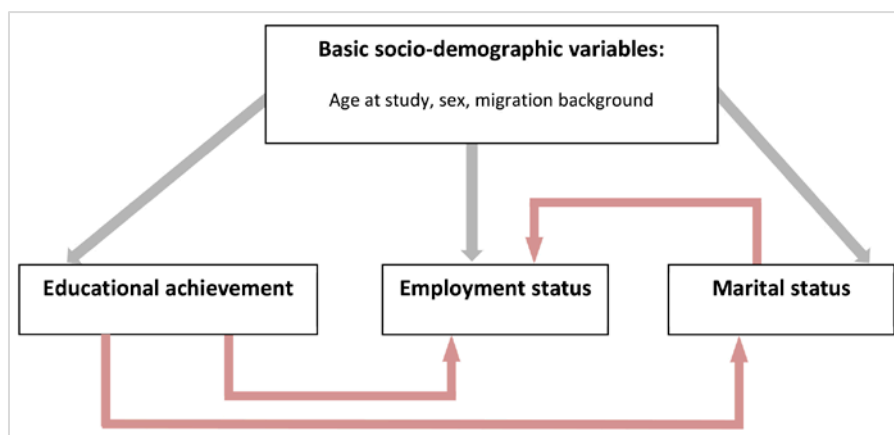 Basic socio-demographic variables:
Age at study, sex, migration background
Educational achievement
Employment status
Marital status